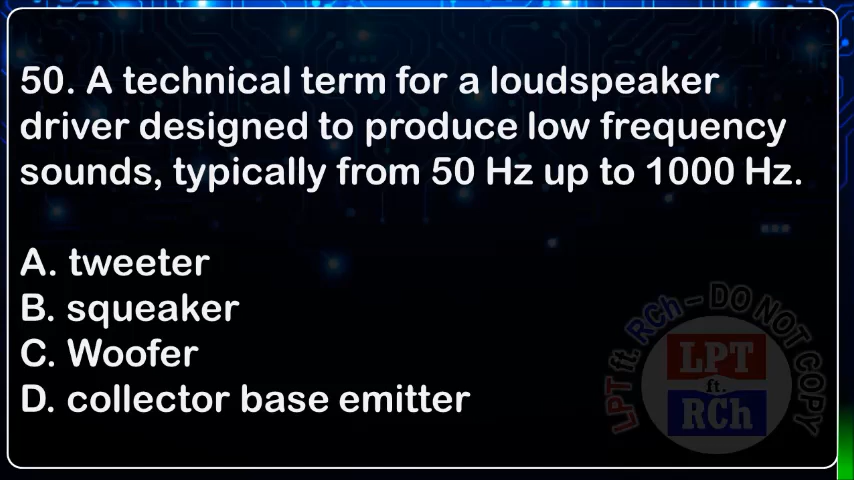 50. A technical term for a loudspeaker
driver designed to produce low frequency
sounds, typically from 50 Hz up to 1000 Hz.
A. tweeter
B. squeaker
C. Woofer
D. collector base emitter
LPT ft. RCh – DO NOT COPY
LPT
ft.
RCh